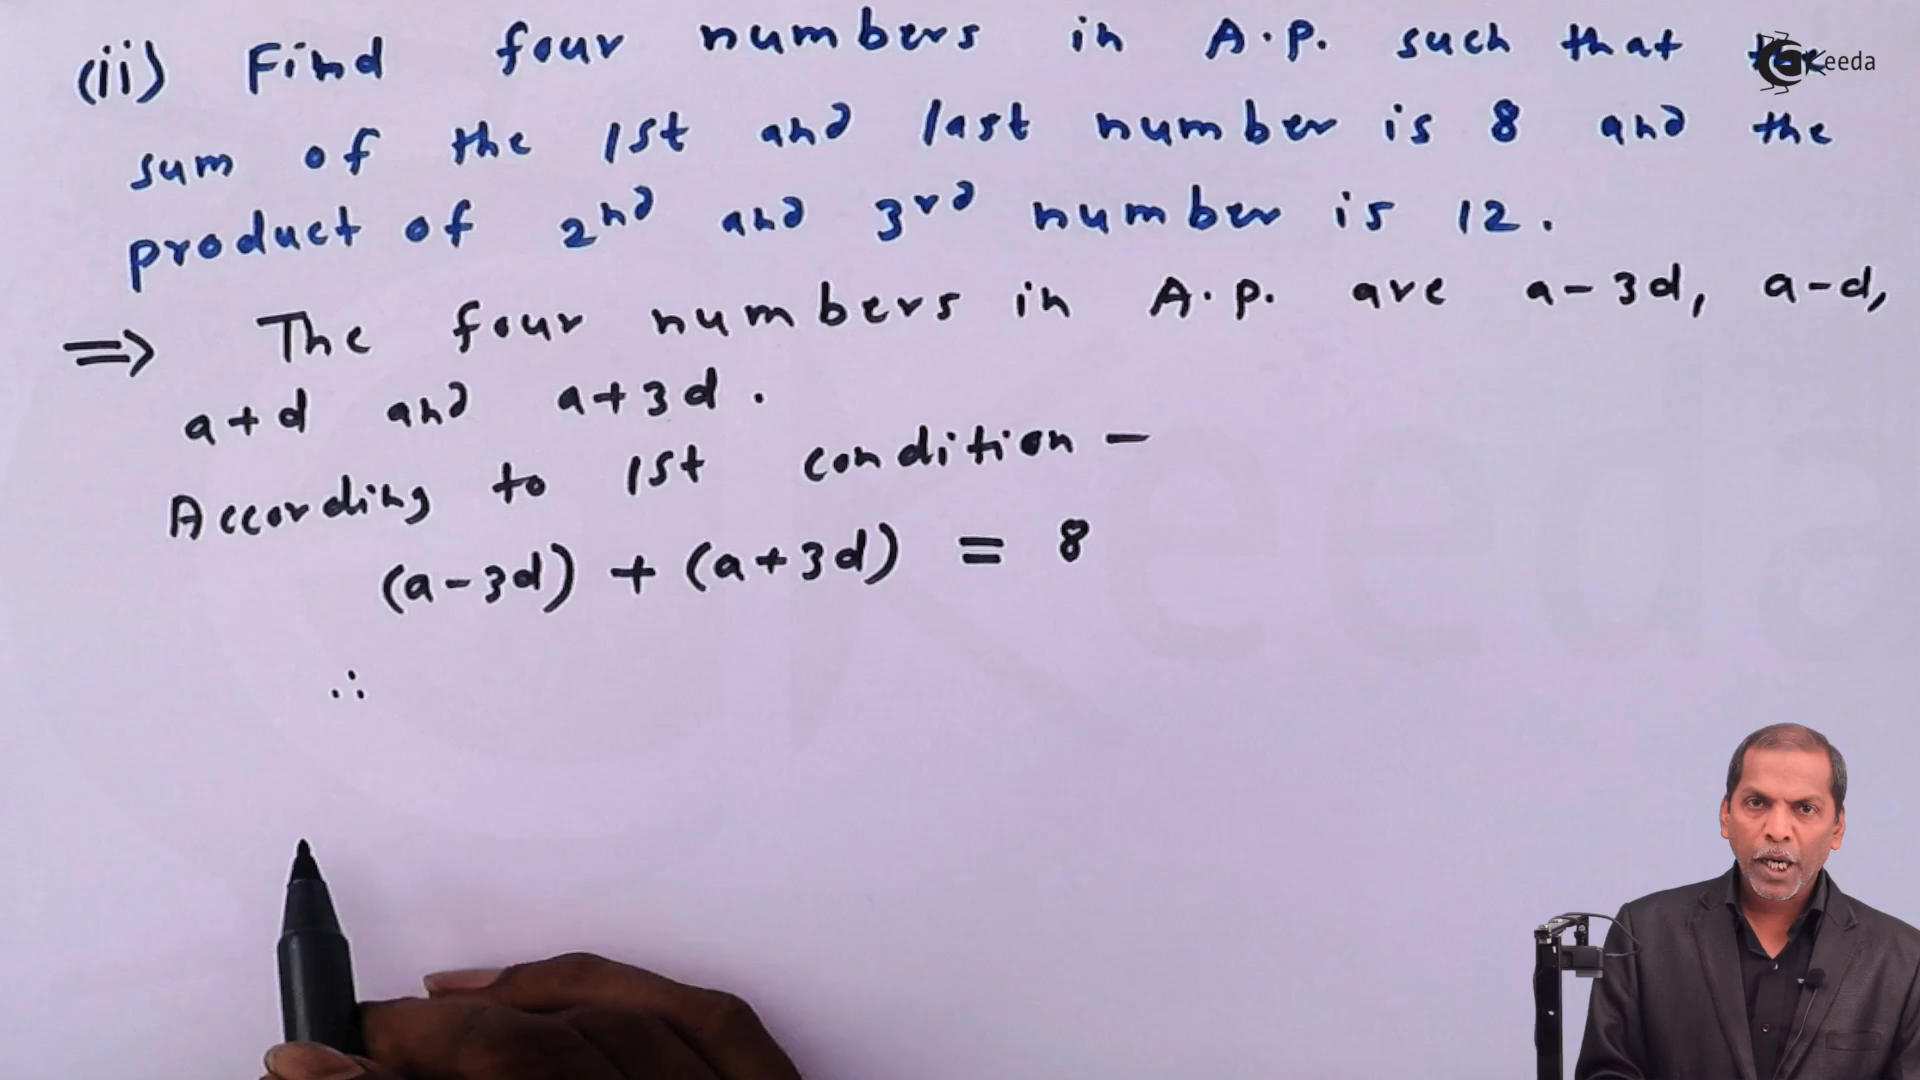 (ii) Find four numbers in A.P. such that the
sum of the 1st and last number is 8 and the
product of 2nd and 3rd number is 12.
⇒ The four numbers in A.P. are a-3d, a-d,
a+d and a+3d.
According to 1st condition -
(a-3d) + (a+3d) = 8
∴
Keeda